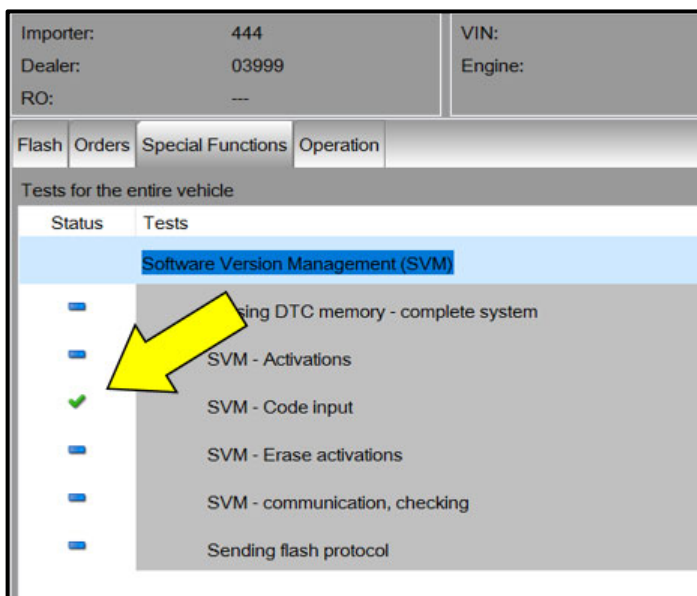 Importer: 444 VIN:
Dealer: 03999 Engine:
RO: ---
Flash Orders Special Functions Operation
Tests for the entire vehicle
Status Tests
Software Version Management (SVM)
sing DTC memory - complete system
SVM - Activations
SVM - Code input
SVM - Erase activations
SVM - communication, checking
Sending flash protocol